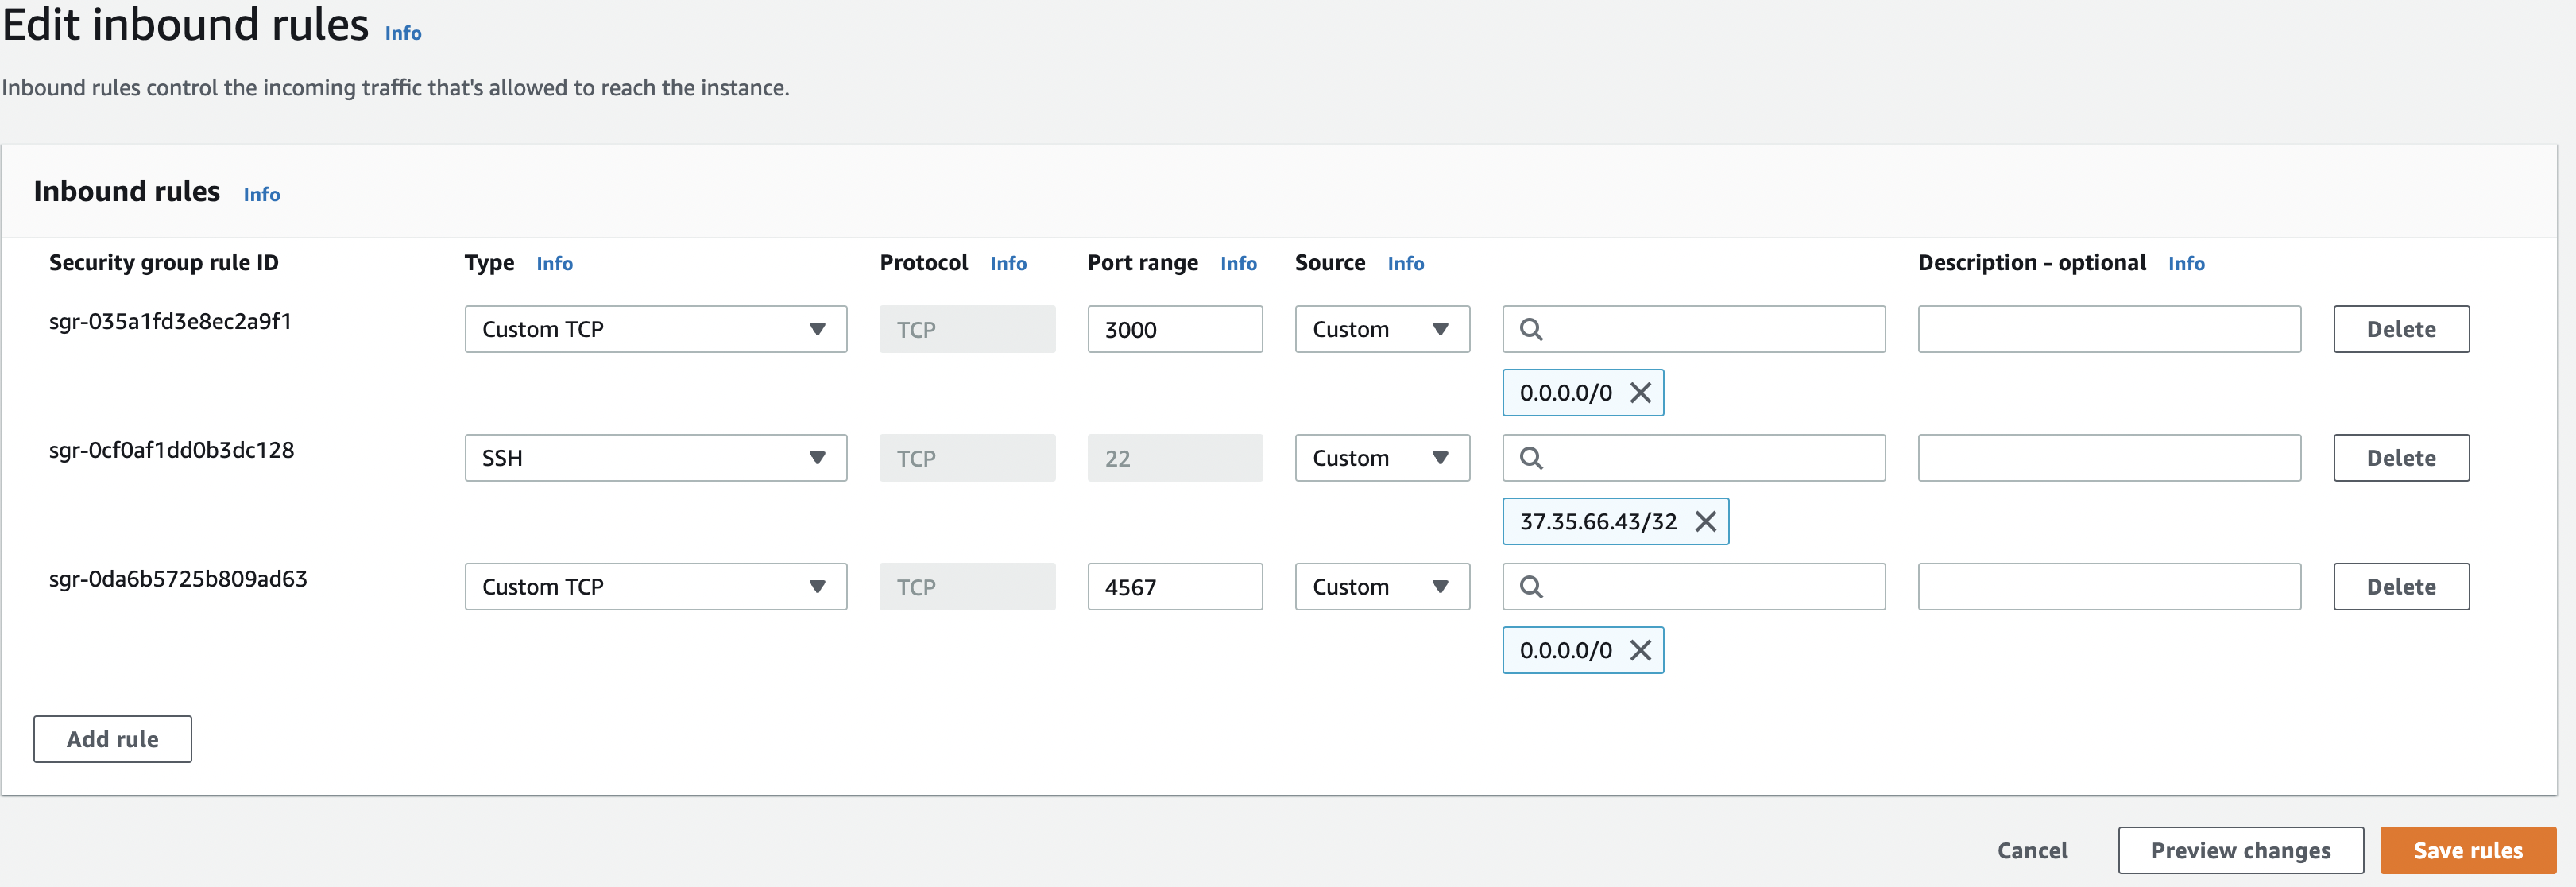 Edit inbound rules Info
Inbound rules control the incoming traffic that's allowed to reach the instance.
Inbound rules Info
Security group rule ID Type Info Protocol Info Port range Info Source Info Description - optional Info
sgr-035a1fd3e8ec2a9f1 Custom TCP TCP 3000 Custom Delete
0.0.0.0/0
sgr-0cf0af1dd0b3dc128 SSH TCP 22 Custom Delete
37.35.66.43/32
sgr-0da6b5725b809ad63 Custom TCP TCP 4567 Custom Delete
0.0.0.0/0
Add rule
Cancel Preview changes Save rules